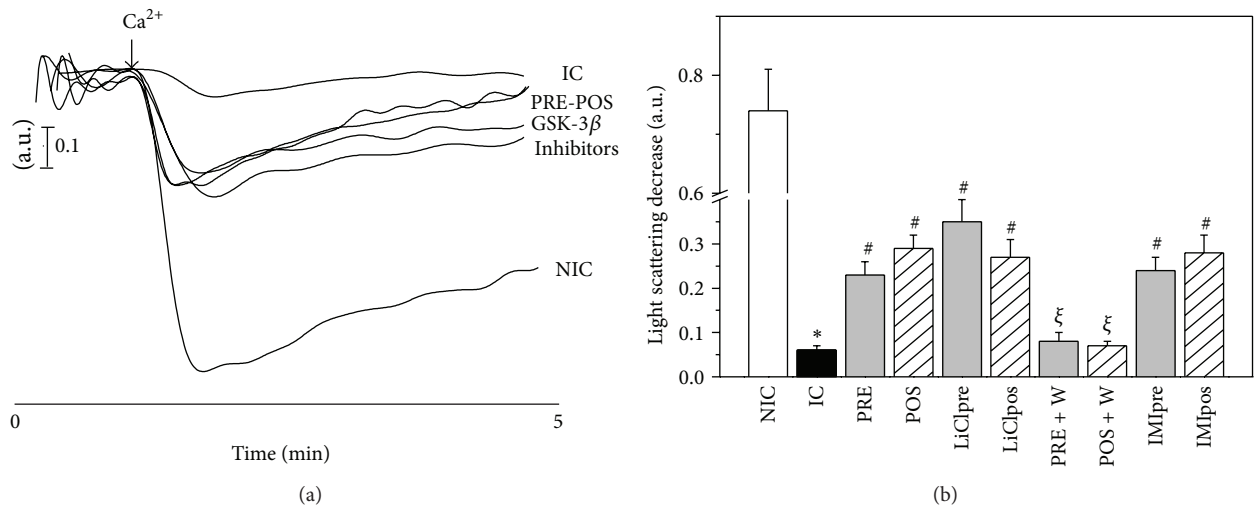 Ca²⁺
IC
PRE-POS
GSK-3β
Inhibitors
NIC
(a.u.)
0.1
0
5
Time (min)
(a)
Light scattering decrease (a.u.)
0.8
0.6
0.3
0.2
0.1
0.0
*
#
#
#
#
ξ
ξ
#
#
NIC
IC
PRE
POS
LiClpre
LiClpos
PRE + W
POS + W
IMIpre
IMIpos
(b)